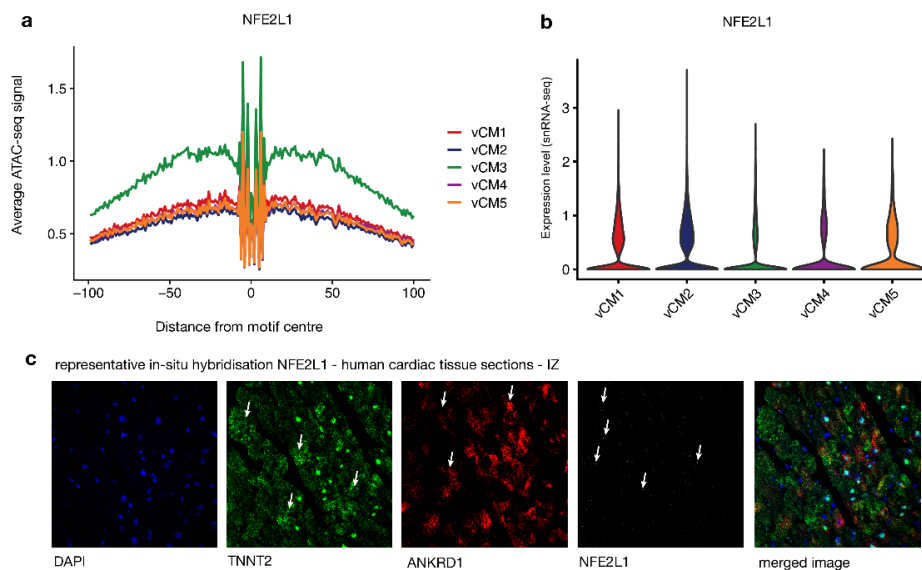 a
NFE2L1
Average ATAC-seq signal
1.5
1.0
0.5
−100
−50
0
50
100
Distance from motif centre
vCM1
vCM2
vCM3
vCM4
vCM5
b
NFE2L1
Expression level (snRNA-seq)
3
2
1
0
vCM1
vCM2
vCM3
vCM4
vCM5
c
representative in-situ hybridisation NFE2L1 - human cardiac tissue sections - IZ
DAPI
TNNT2
ANKRD1
NFE2L1
merged image